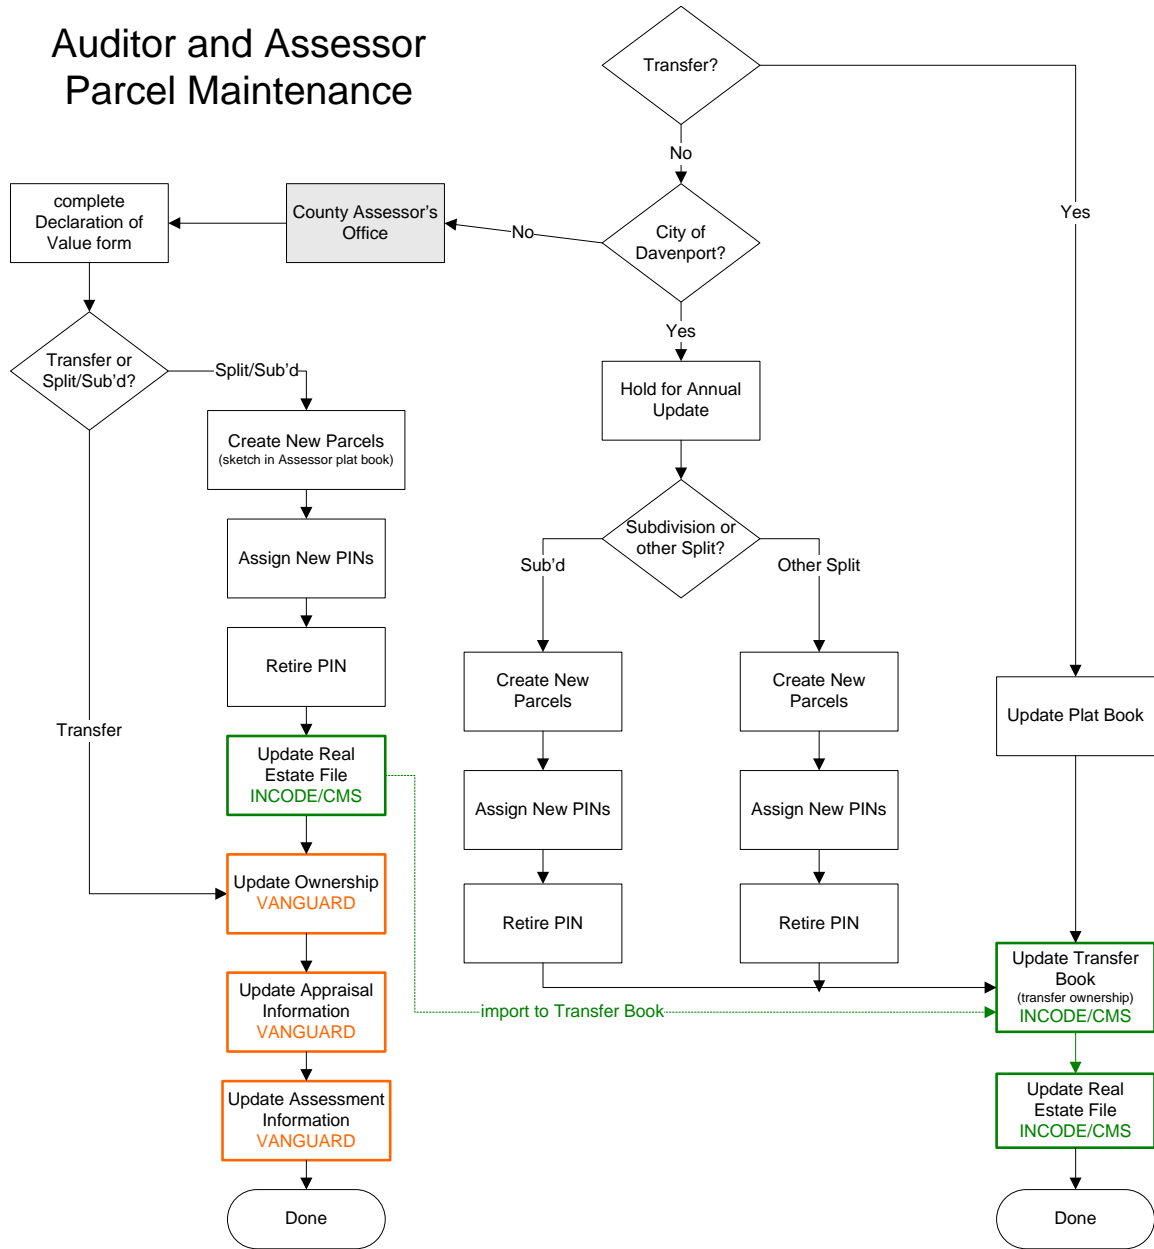 Auditor and Assessor
Parcel Maintenance
Transfer?
No
Yes
complete
Declaration of
Value form
County Assessor's
Office
No
City of
Davenport?
Yes
Transfer or
Split/Sub'd?
Split/Sub'd
Hold for Annual
Update
Create New Parcels
(sketch in Assessor plat book)
Subdivision or
other Split?
Sub'd
Other Split
Assign New PINs
Retire PIN
Create New
Parcels
Create New
Parcels
Update Plat Book
Transfer
Update Real
Estate File
INCODE/CMS
Assign New PINs
Assign New PINs
Update Ownership
VANGUARD
Retire PIN
Retire PIN
Update Transfer
Book
(transfer ownership)
INCODE/CMS
Update Appraisal
Information
VANGUARD
import to Transfer Book
Update Assessment
Information
VANGUARD
Update Real
Estate File
INCODE/CMS
Done
Done